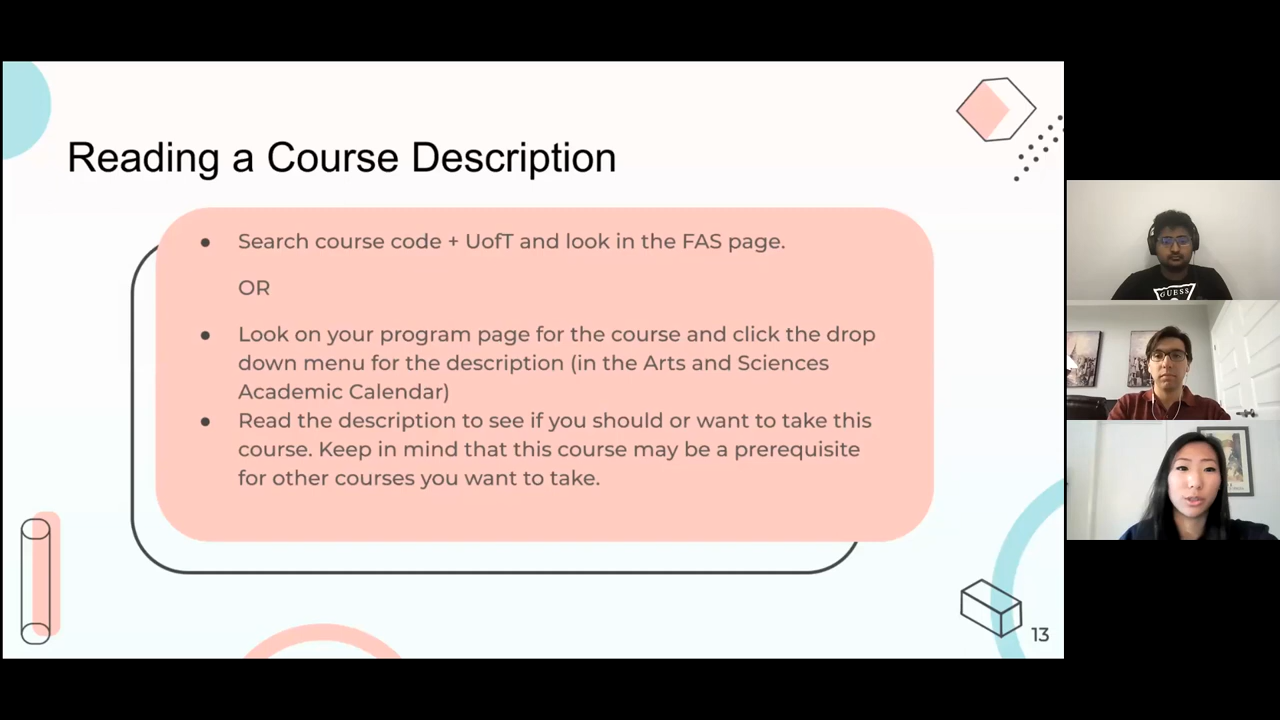 Reading a Course Description
● Search course code + UofT and look in the FAS page.
OR
● Look on your program page for the course and click the drop
down menu for the description (in the Arts and Sciences
Academic Calendar)
● Read the description to see if you should or want to take this
course. Keep in mind that this course may be a prerequisite
for other courses you want to take.
13
GUESS